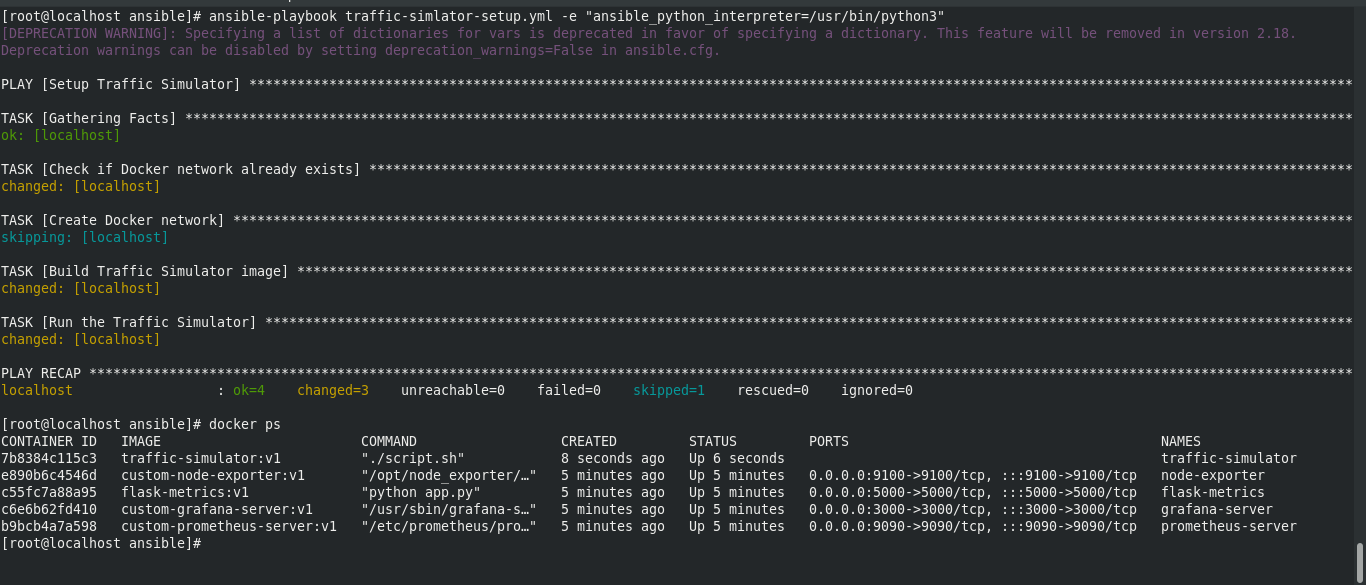 [root@localhost ansible]# ansible-playbook traffic-simlator-setup.yml -e "ansible_python_interpreter=/usr/bin/python3"
[DEPRECATION WARNING]: Specifying a list of dictionaries for vars is deprecated in favor of specifying a dictionary. This feature will be removed in version 2.18.
Deprecation warnings can be disabled by setting deprecation_warnings=False in ansible.cfg.
PLAY [Setup Traffic Simulator] ******************************************************************************************************************************************
TASK [Gathering Facts] **************************************************************************************************************************************************
ok: [localhost]
TASK [Check if Docker network already exists] ***************************************************************************************************************************
changed: [localhost]
TASK [Create Docker network] ********************************************************************************************************************************************
skipping: [localhost]
TASK [Build Traffic Simulator image] ************************************************************************************************************************************
changed: [localhost]
TASK [Run the Traffic Simulator] ****************************************************************************************************************************************
changed: [localhost]
PLAY RECAP **************************************************************************************************************************************************************
localhost                  : ok=4    changed=3    unreachable=0    failed=0    skipped=1    rescued=0    ignored=0
[root@localhost ansible]# docker ps
CONTAINER ID   IMAGE                         COMMAND                  CREATED         STATUS         PORTS                                       NAMES
7b8384c115c3   traffic-simulator:v1          "./script.sh"            8 seconds ago   Up 6 seconds                                               traffic-simulator
e890b6c4546d   custom-node-exporter:v1       "/opt/node_exporter/…"   5 minutes ago   Up 5 minutes   0.0.0.0:9100->9100/tcp, :::9100->9100/tcp   node-exporter
c55fc7a88a95   flask-metrics:v1              "python app.py"          5 minutes ago   Up 5 minutes   0.0.0.0:5000->5000/tcp, :::5000->5000/tcp   flask-metrics
c6e6b62fd410   custom-grafana-server:v1      "/usr/sbin/grafana-s…"   5 minutes ago   Up 5 minutes   0.0.0.0:3000->3000/tcp, :::3000->3000/tcp   grafana-server
b9bcb4a7a598   custom-prometheus-server:v1   "/etc/prometheus/pro…"   5 minutes ago   Up 5 minutes   0.0.0.0:9090->9090/tcp, :::9090->9090/tcp   prometheus-server
[root@localhost ansible]#